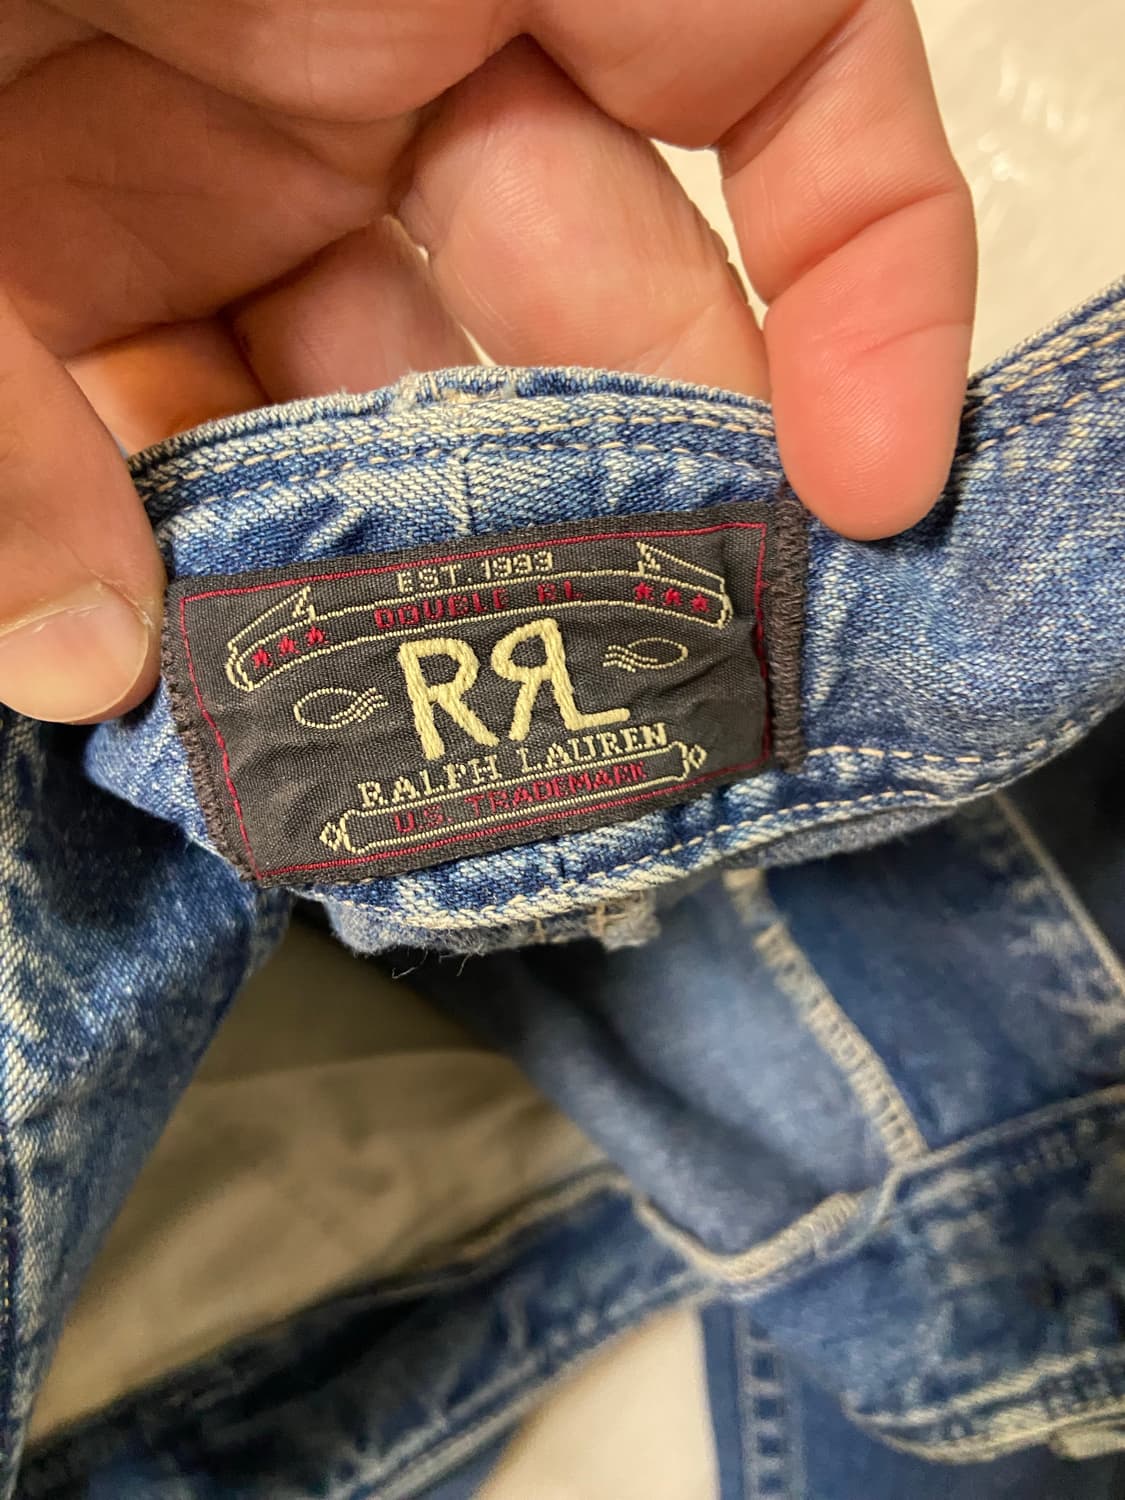 EST. 1993
DOUBLE RL
RRL
RALPH LAUREN
U.S. TRADEMARK